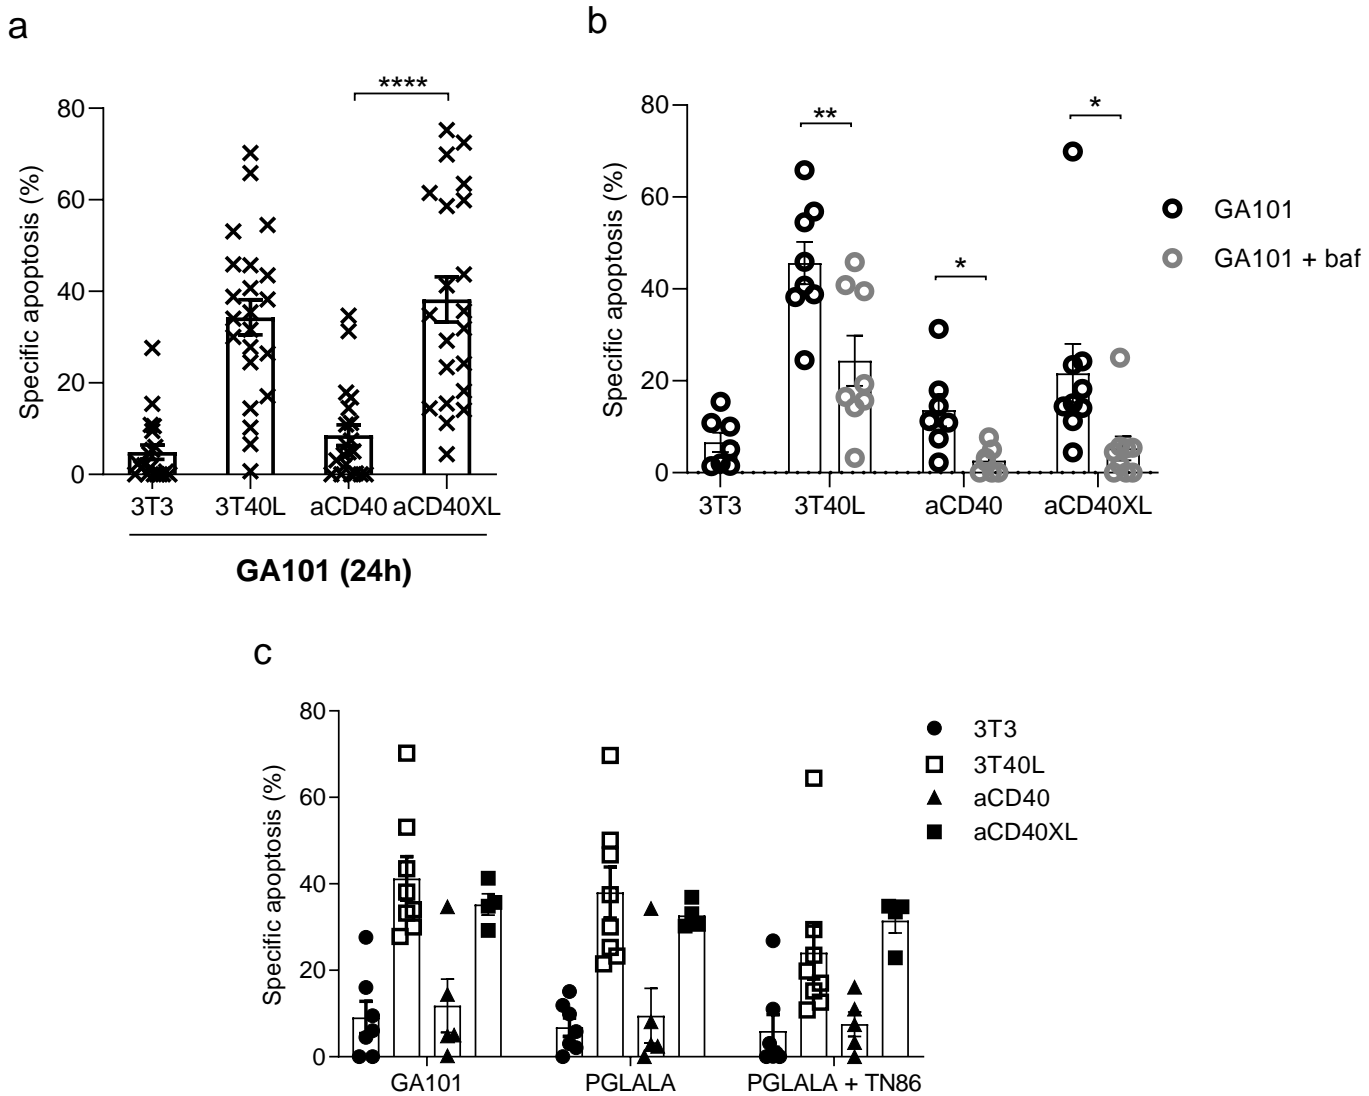 a
b
****
80
60
40
20
0
Specific apoptosis (%)
3T3 3T40L aCD40 aCD40XL
GA101 (24h)
80
60
40
20
0
Specific apoptosis (%)
** * *
3T3 3T40L aCD40 aCD40XL
GA101
GA101 + baf
c
80
60
40
20
0
Specific apoptosis (%)
GA101 PGLALA PGLALA + TN86
3T3
3T40L
aCD40
aCD40XL